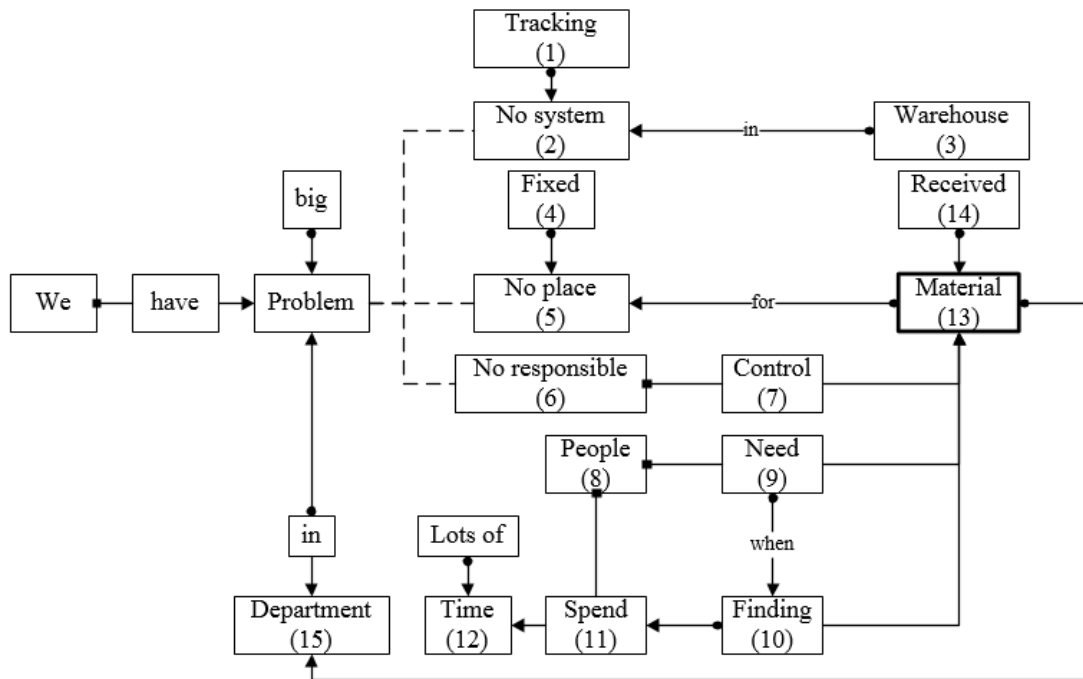 Tracking
(1)
No system
(2)
in
Warehouse
(3)
big
Fixed
(4)
Received
(14)
We
have
Problem
No place
(5)
for
Material
(13)
No responsible
(6)
Control
(7)
People
(8)
Need
(9)
in
Lots of
when
Department
(15)
Time
(12)
Spend
(11)
Finding
(10)